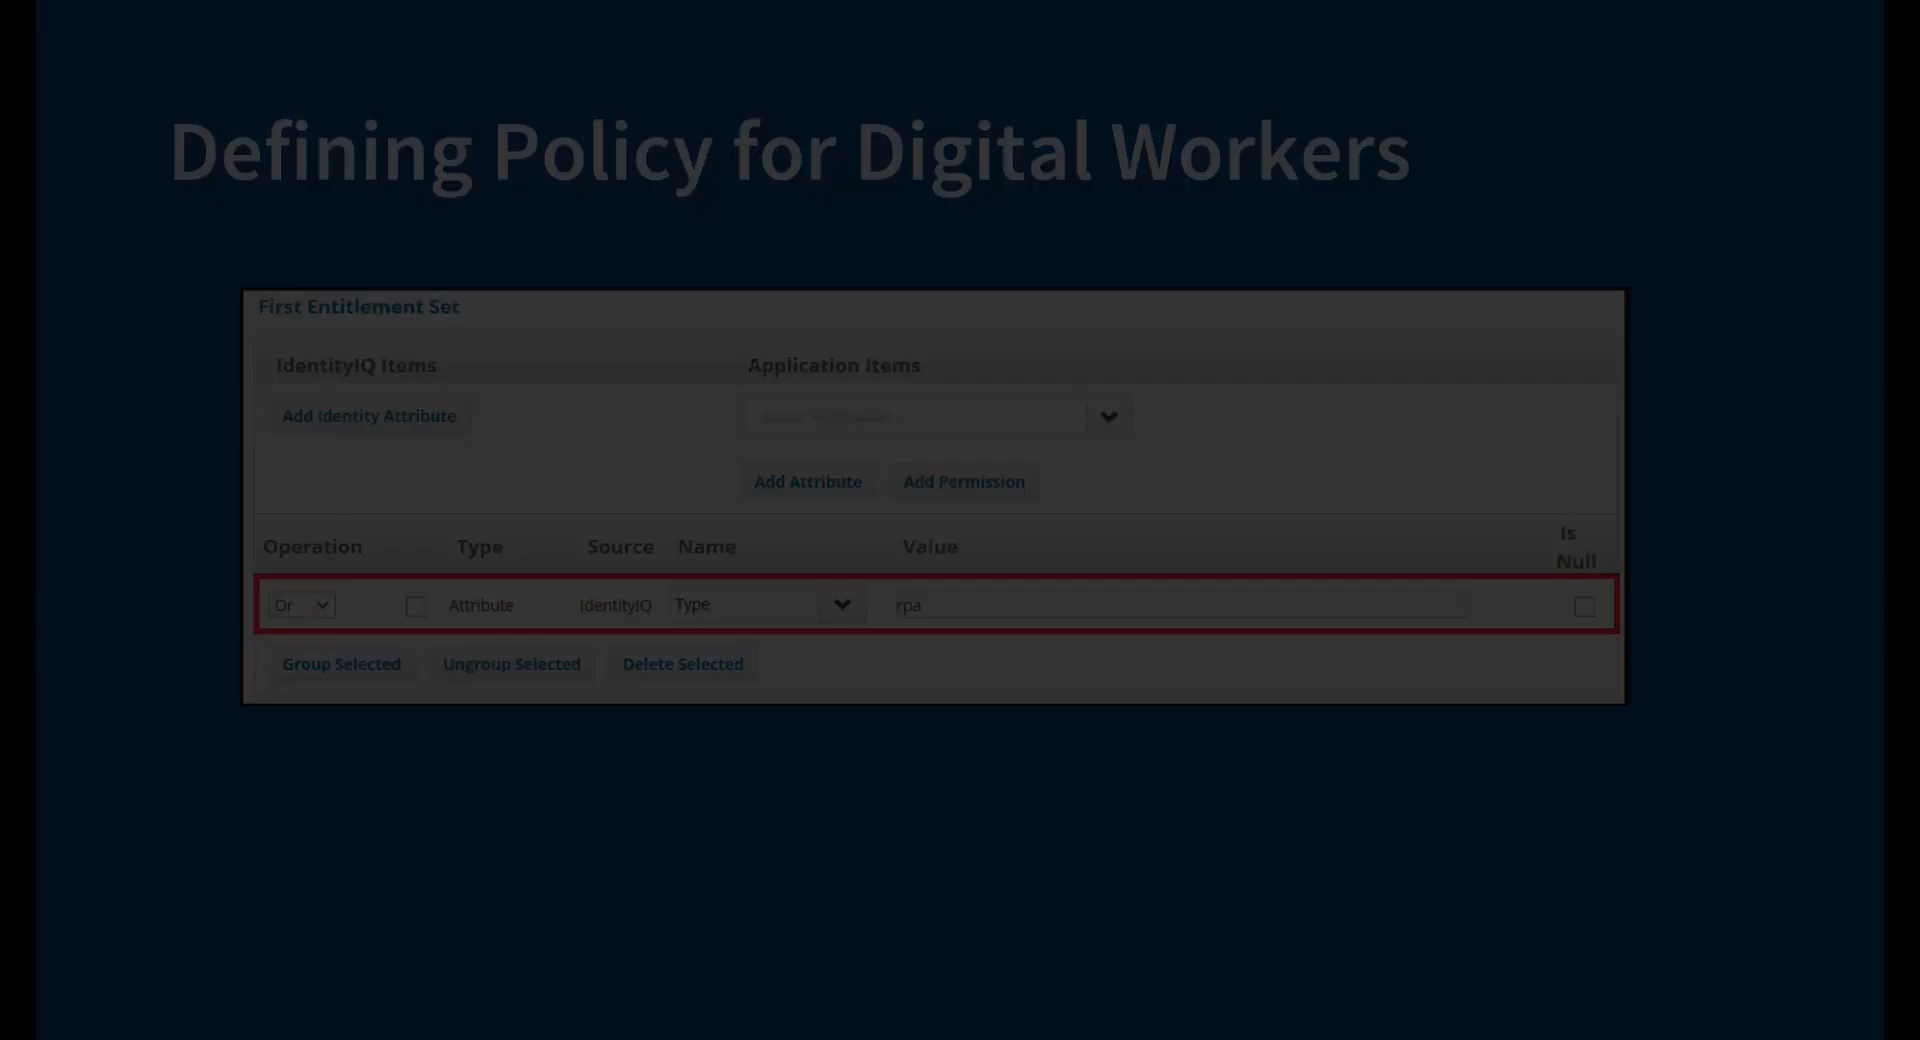 Defining Policy for Digital Workers
First Entitlement Set
IdentityIQ Items Application Items
Add Identity Attribute
Add Attribute Add Permission
Operation Type Source Name Value Is Null
Or Attribute IdentityIQ Type rpa
Group Selected Ungroup Selected Delete Selected